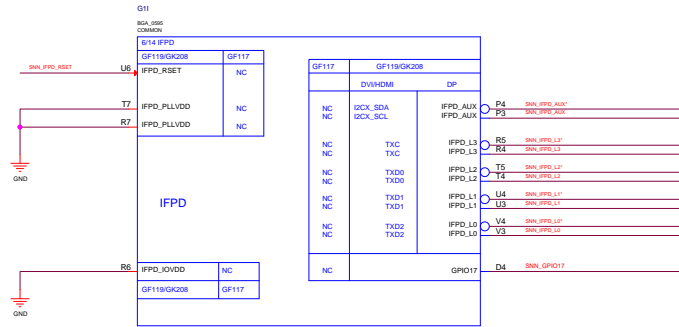 G1I
BGA_0595
COMMON
6/14 IFPD
GF119/GK208 GF117
SNN_IFPD_RSET U6 IFPD_RSET NC
T7 IFPD_PLLVDD NC
R7 IFPD_PLLVDD NC
GND
IFPD
R6 IFPD_IOVDD NC
GF119/GK208 GF117
GND
GF117 GF119/GK208
DVI/HDMI DP
NC I2CX_SDA IFPD_AUX P4 SNN_IFPD_AUX*
NC I2CX_SCL IFPD_AUX P3 SNN_IFPD_AUX
NC TXC IFPD_L3 R5 SNN_IFPD_L3*
NC TXC IFPD_L3 R4 SNN_IFPD_L3
NC TXD0 IFPD_L2 T5 SNN_IFPD_L2*
NC TXD0 IFPD_L2 T4 SNN_IFPD_L2
NC TXD1 IFPD_L1 U4 SNN_IFPD_L1*
NC TXD1 IFPD_L1 U3 SNN_IFPD_L1
NC TXD2 IFPD_L0 V4 SNN_IFPD_L0*
NC TXD2 IFPD_L0 V3 SNN_IFPD_L0
NC GPIO17 D4 SNN_GPIO17